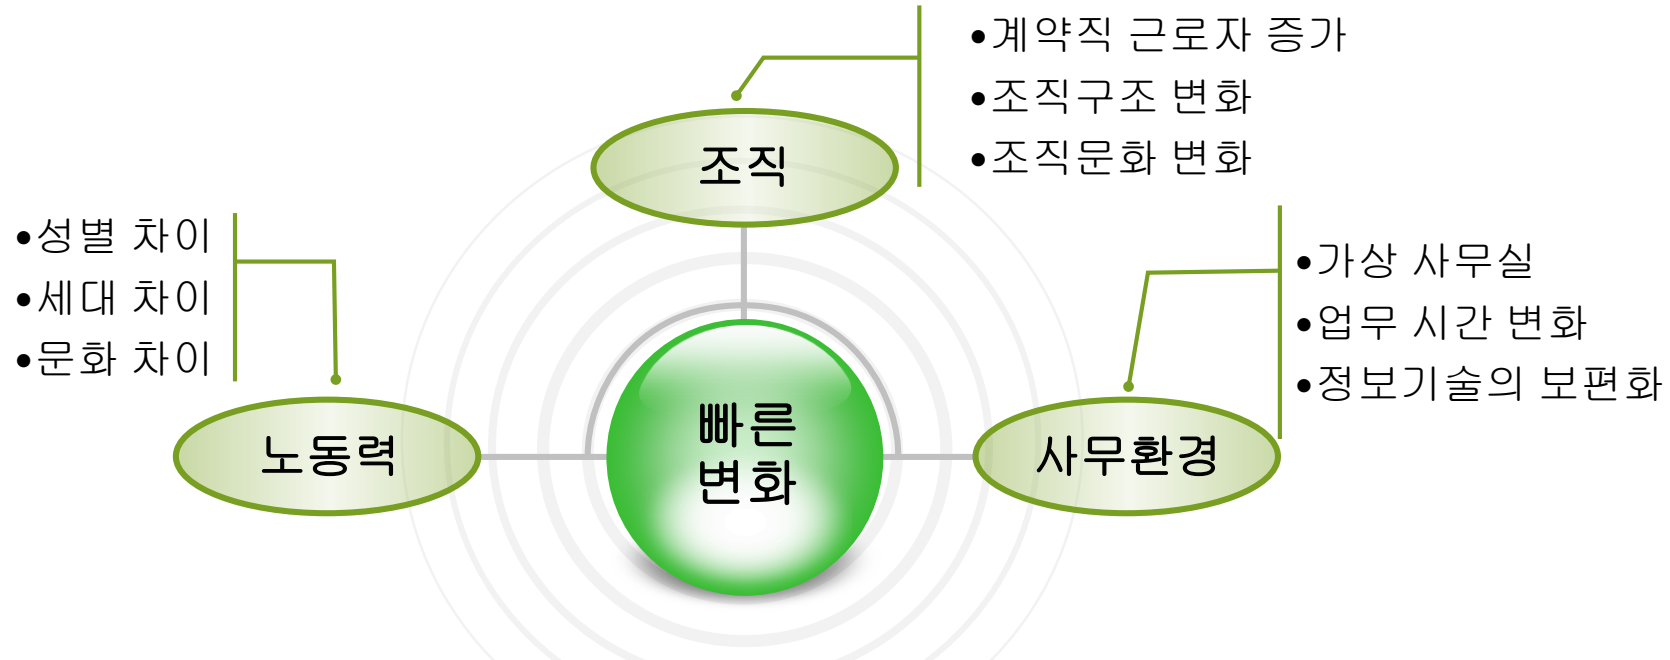 •계약직 근로자 증가
•조직구조 변화
•조직문화 변화
조직
•성별 차이
•세대 차이
•문화 차이
•가상 사무실
•업무 시간 변화
•정보기술의 보편화
노동력
빠른
변화
사무환경